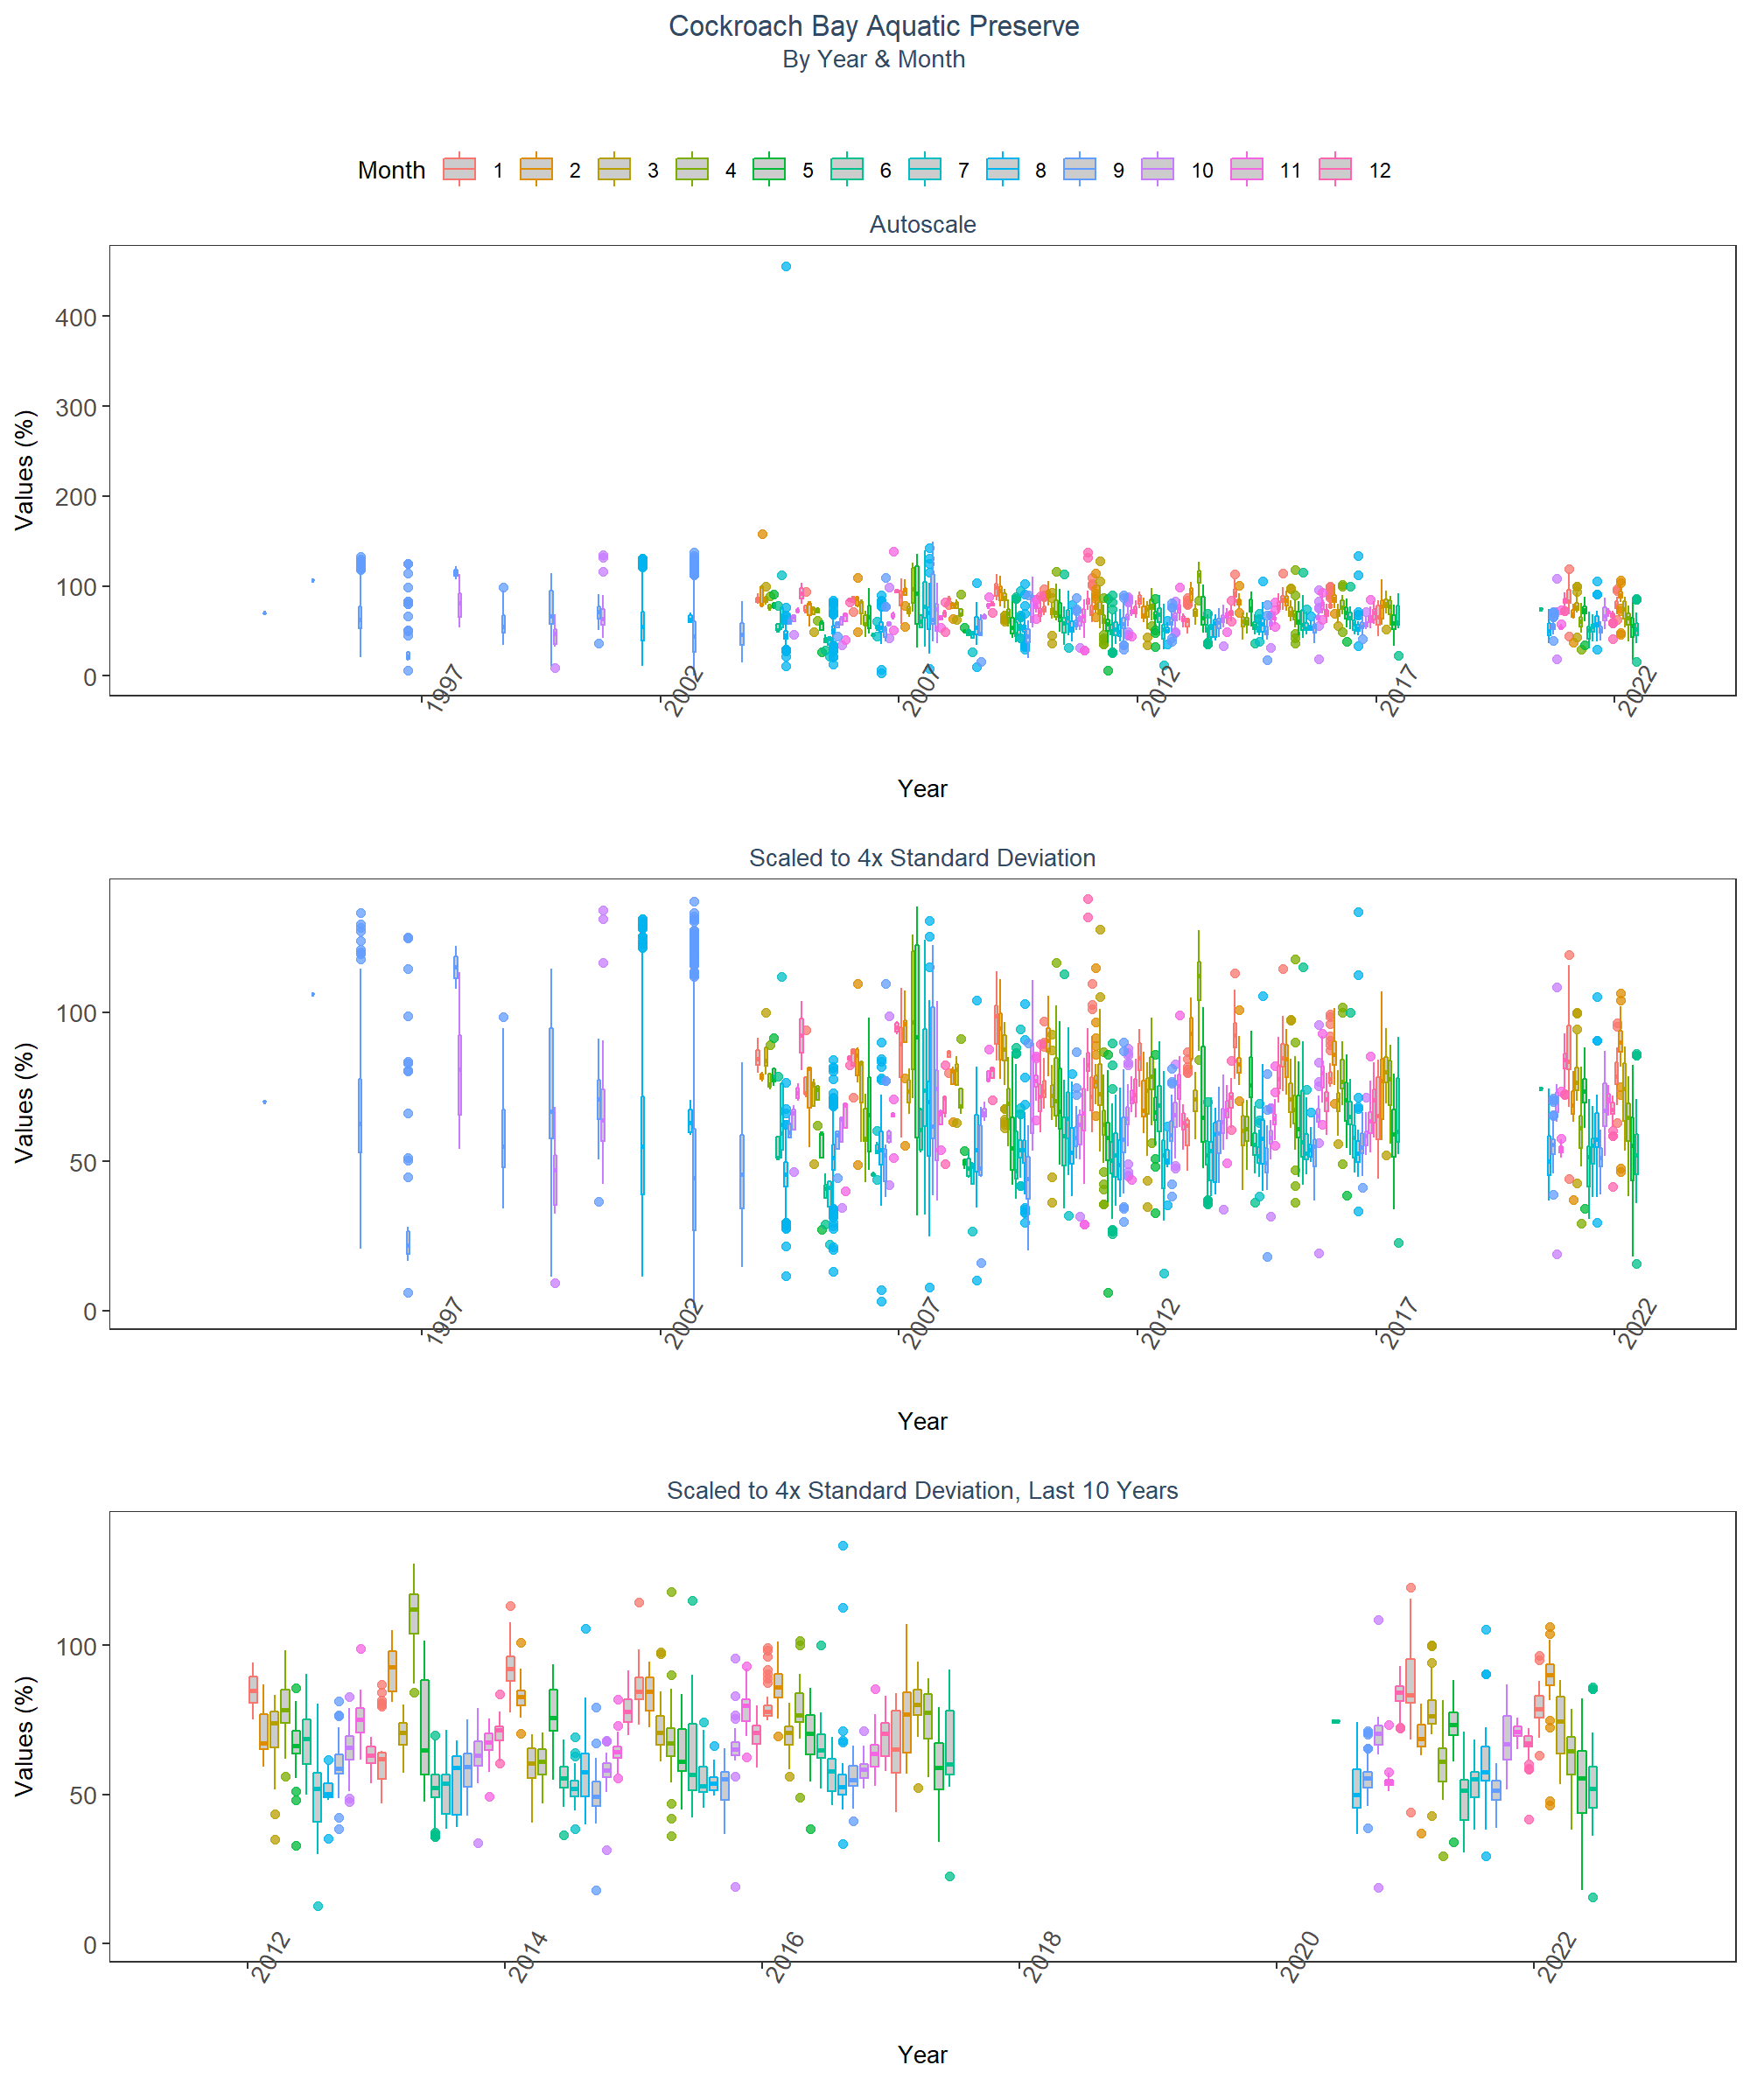 Cockroach Bay Aquatic Preserve
By Year & Month
Month 1 2 3 4 5 6 7 8 9 10 11 12
Autoscale
Values (%)
400
300
200
100
0
1997 2002 2007 2012 2017 2022
Year
Scaled to 4x Standard Deviation
Values (%)
100
50
0
1997 2002 2007 2012 2017 2022
Year
Scaled to 4x Standard Deviation, Last 10 Years
Values (%)
100
50
0
2012 2014 2016 2018 2020 2022
Year